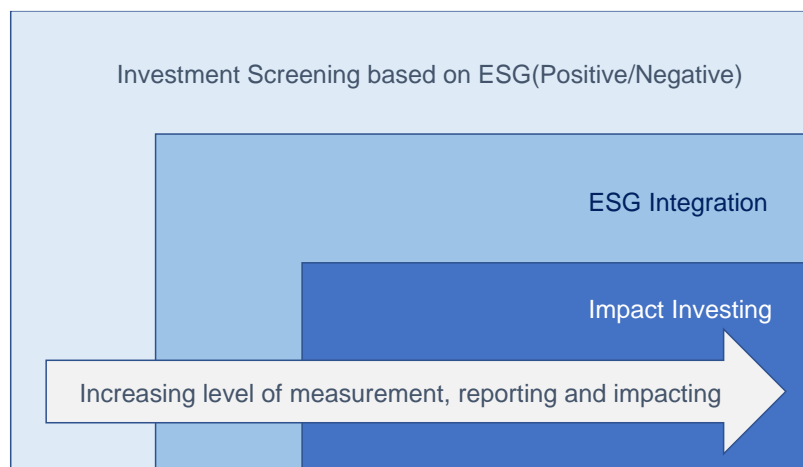 Investment Screening based on ESG(Positive/Negative)
ESG Integration
Impact Investing
Increasing level of measurement, reporting and impacting